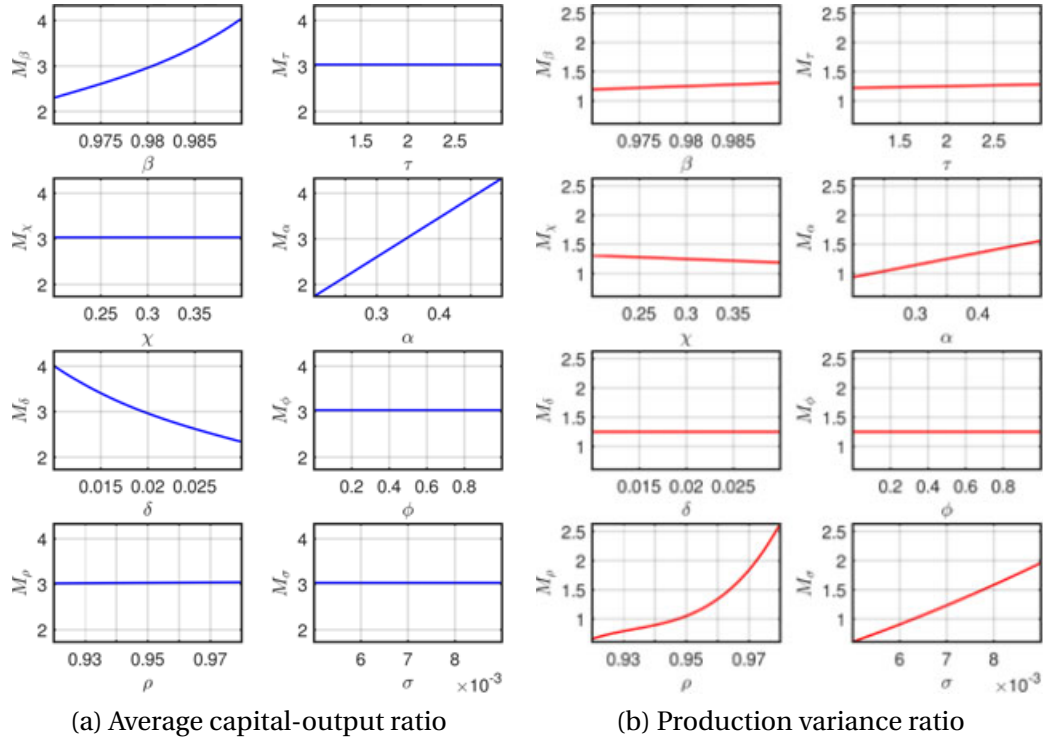 4
3
2
M_β
0.975 0.98 0.985
β
4
3
2
M_τ
1.5 2 2.5
τ
2.5
2
1.5
1
M_β
0.975 0.98 0.985
β
2.5
2
1.5
1
M_τ
1.5 2 2.5
τ
4
3
2
M_χ
0.25 0.3 0.35
χ
4
3
2
M_α
0.3 0.4
α
2.5
2
1.5
1
M_χ
0.25 0.3 0.35
χ
2.5
2
1.5
1
M_α
0.3 0.4
α
4
3
2
M_δ
0.015 0.02 0.025
δ
4
3
2
M_ϕ
0.2 0.4 0.6 0.8
ϕ
2.5
2
1.5
1
M_δ
0.015 0.02 0.025
δ
2.5
2
1.5
1
M_ϕ
0.2 0.4 0.6 0.8
ϕ
4
3
2
M_ρ
0.93 0.95 0.97
ρ
4
3
2
M_σ
6 7 8
σ ×10⁻³
2.5
2
1.5
1
M_ρ
0.93 0.95 0.97
ρ
2.5
2
1.5
1
M_σ
6 7 8
σ ×10⁻³
(a) Average capital-output ratio
(b) Production variance ratio